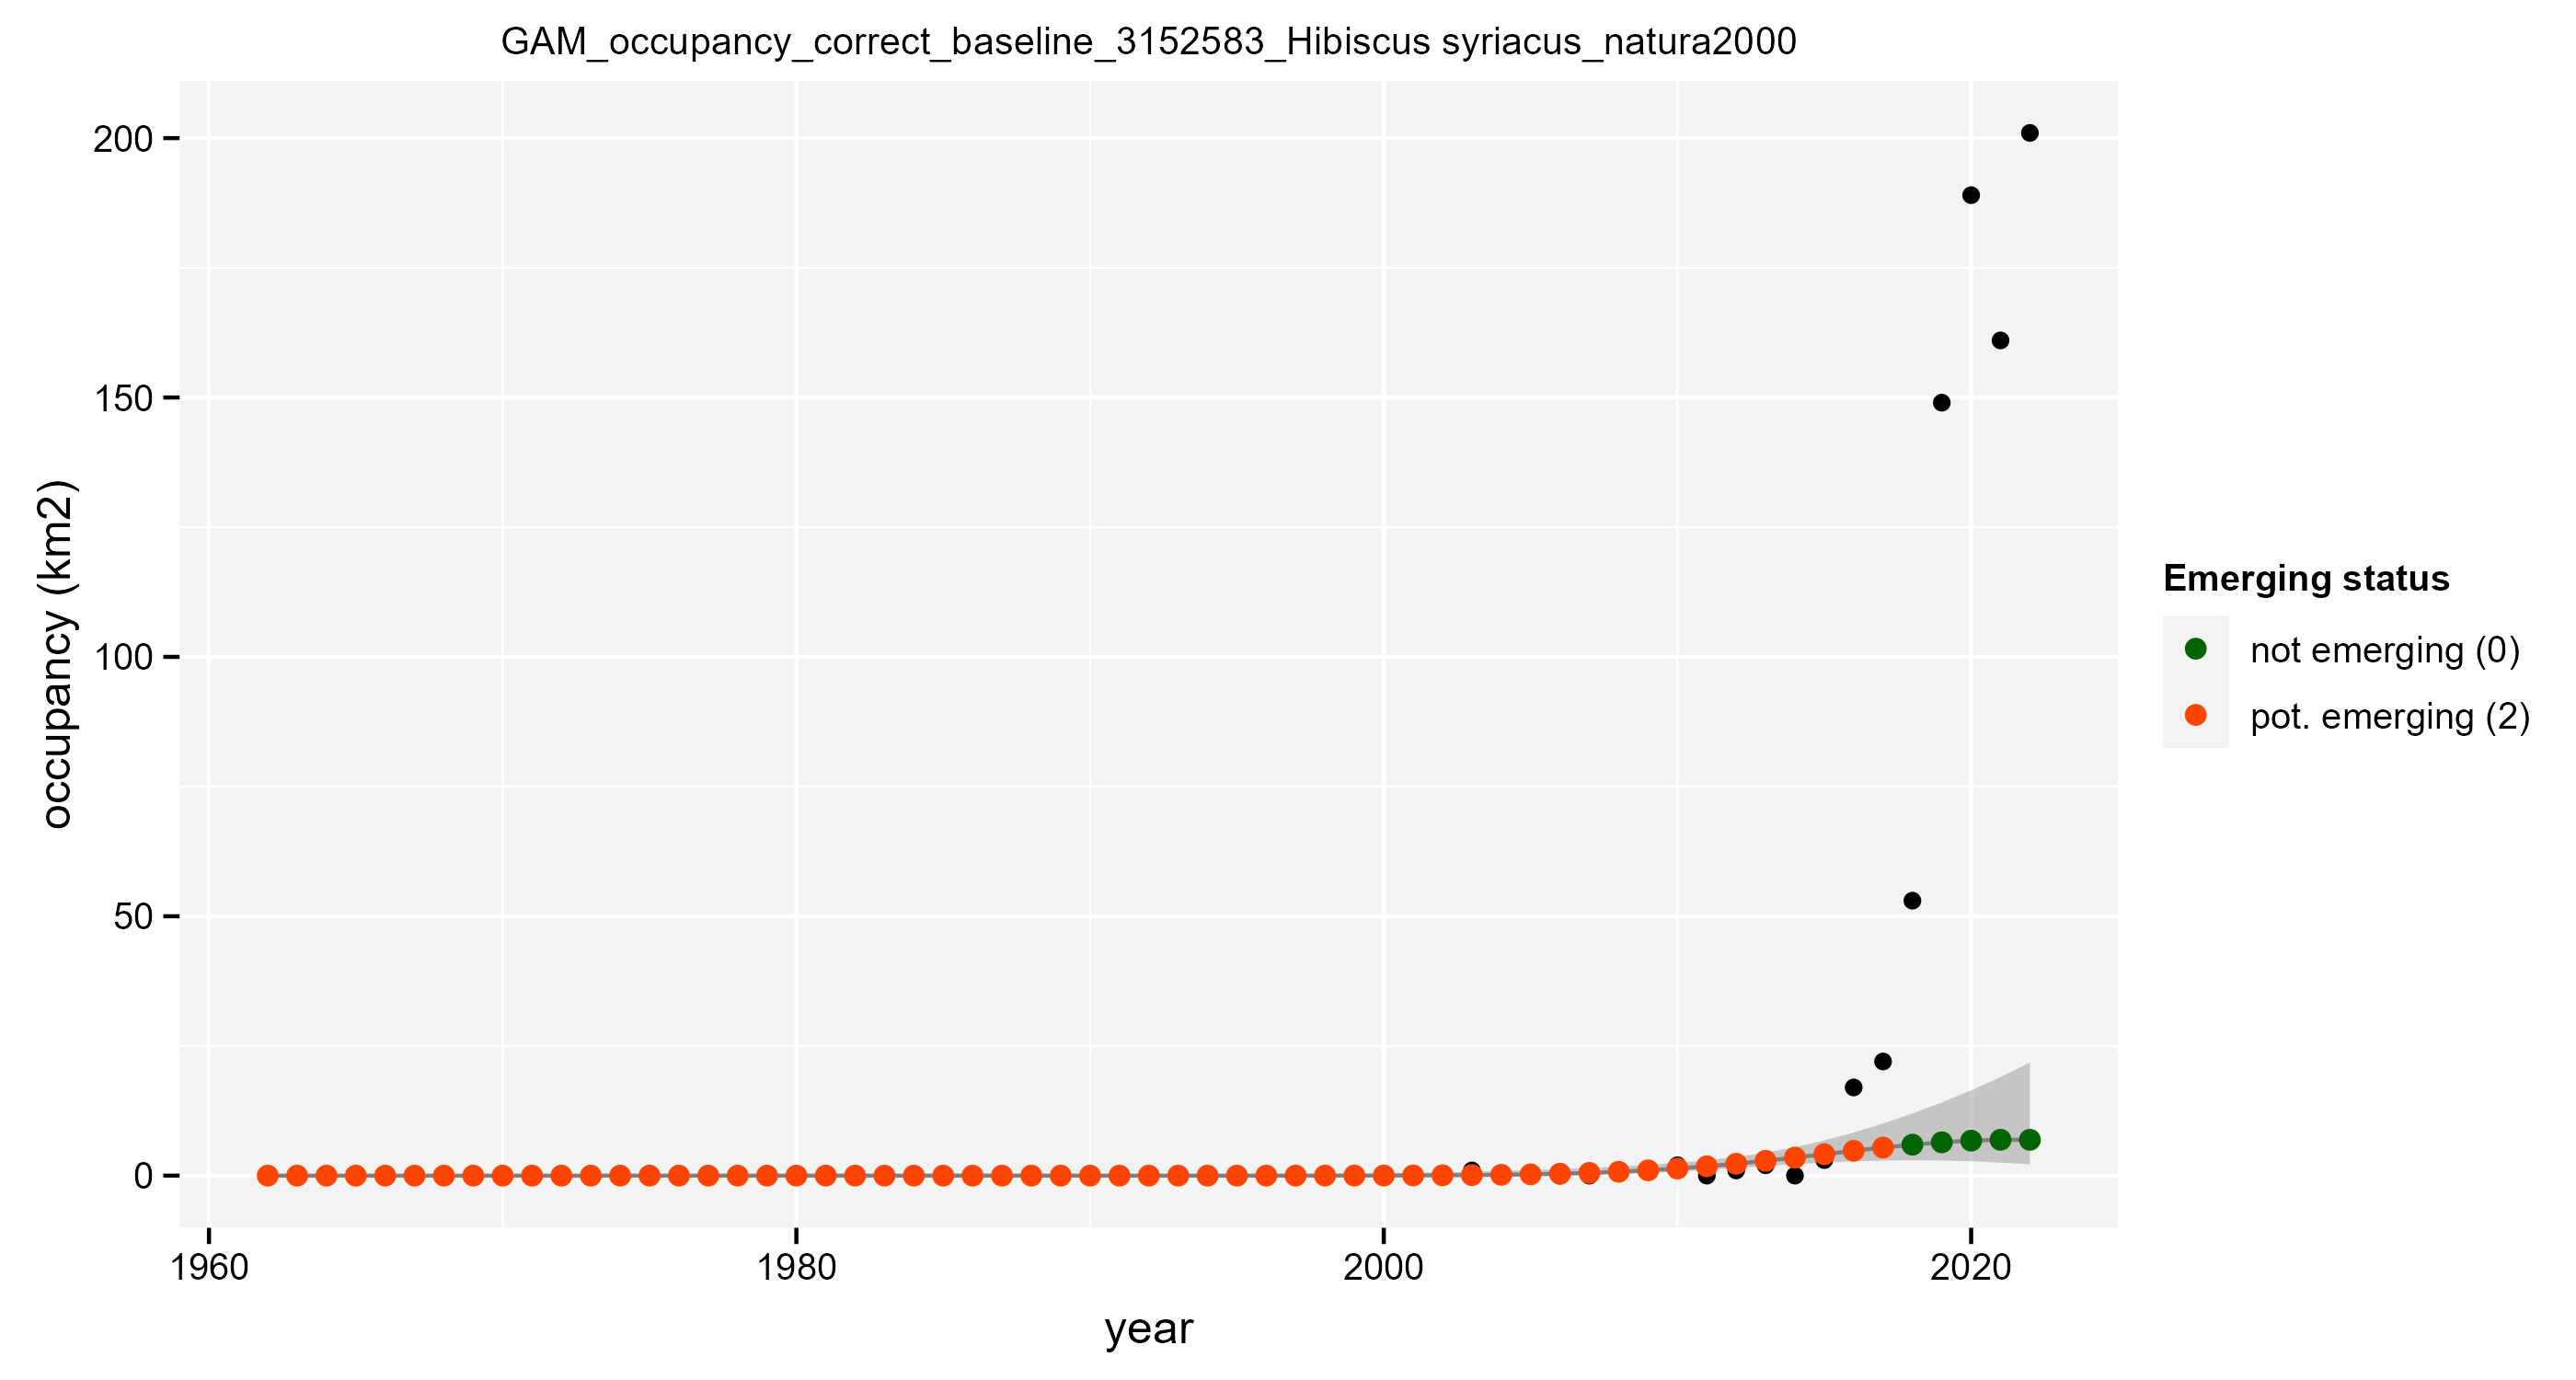 GAM_occupancy_correct_baseline_3152583_Hibiscus syriacus_natura2000
200
150
100
50
0
occupancy (km2)
1960
1980
2000
2020
year
Emerging status
not emerging (0)
pot. emerging (2)